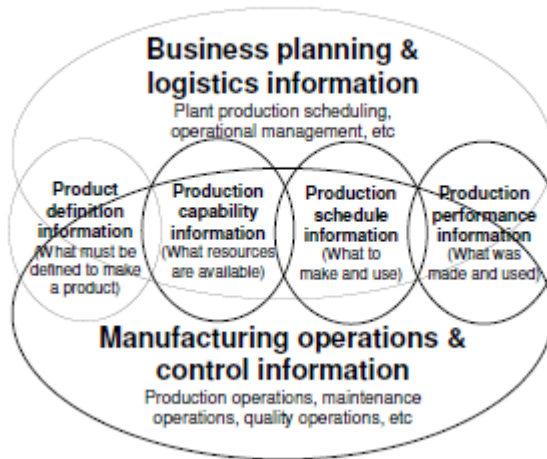 Business planning &
logistics information
Plant production scheduling,
operational management, etc
Product
definition
information
(What must be
defined to make
a product)
Production
capability
information
(What resources
are available)
Production
schedule
information
(What to
make and use)
Production
performance
information
(What was
made and used)
Manufacturing operations &
control information
Production operations, maintenance
operations, quality operations, etc